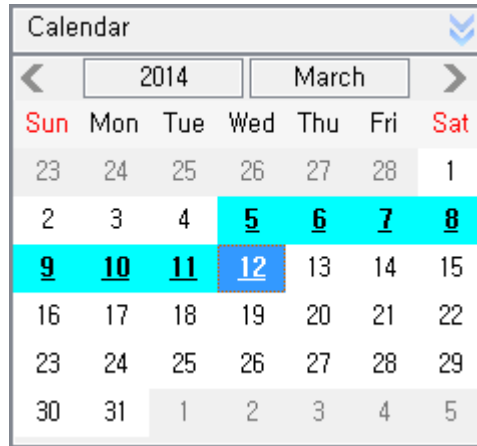 Calendar
2014 March
Sun Mon Tue Wed Thu Fri Sat
23 24 25 26 27 28 1
2 3 4 5 6 7 8
9 10 11 12 13 14 15
16 17 18 19 20 21 22
23 24 25 26 27 28 29
30 31 1 2 3 4 5